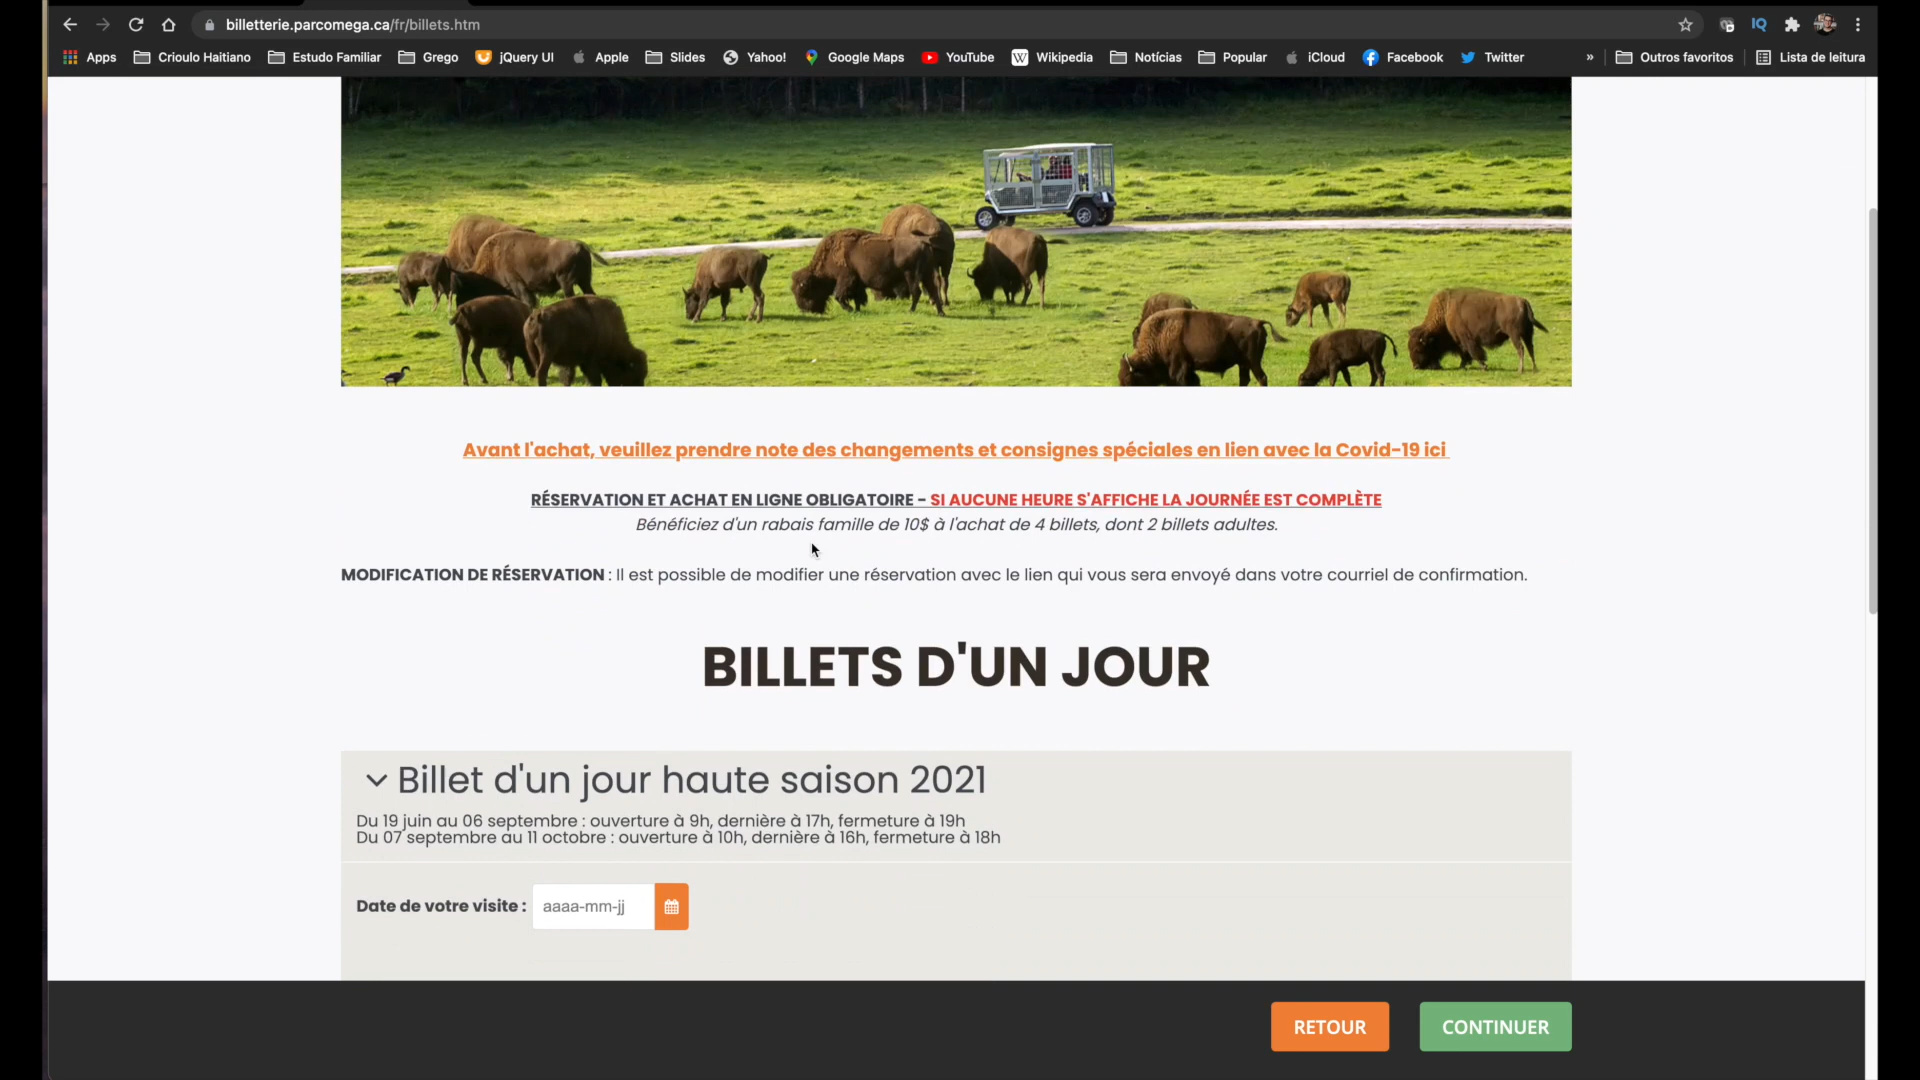 billetterie.parcomega.ca/fr/billets.htm
IQ
Apps Crioulo Haitiano Estudo Familiar Grego jQuery UI Apple Slides Yahoo! Google Maps YouTube W Wikipedia Notícias Popular iCloud Facebook Twitter » Outros favoritos Lista de leitura
Avant l'achat, veuillez prendre note des changements et consignes spéciales en lien avec la Covid-19 ici
RÉSERVATION ET ACHAT EN LIGNE OBLIGATOIRE - SI AUCUNE HEURE S'AFFICHE LA JOURNÉE EST COMPLÈTE
Bénéficiez d'un rabais famille de 10$ à l'achat de 4 billets, dont 2 billets adultes.
MODIFICATION DE RÉSERVATION : Il est possible de modifier une réservation avec le lien qui vous sera envoyé dans votre courriel de confirmation.
BILLETS D'UN JOUR
Billet d'un jour haute saison 2021
Du 19 juin au 06 septembre : ouverture à 9h, dernière à 17h, fermeture à 19h
Du 07 septembre au 11 octobre : ouverture à 10h, dernière à 16h, fermeture à 18h
Date de votre visite : aaaa-mm-jj
RETOUR CONTINUER